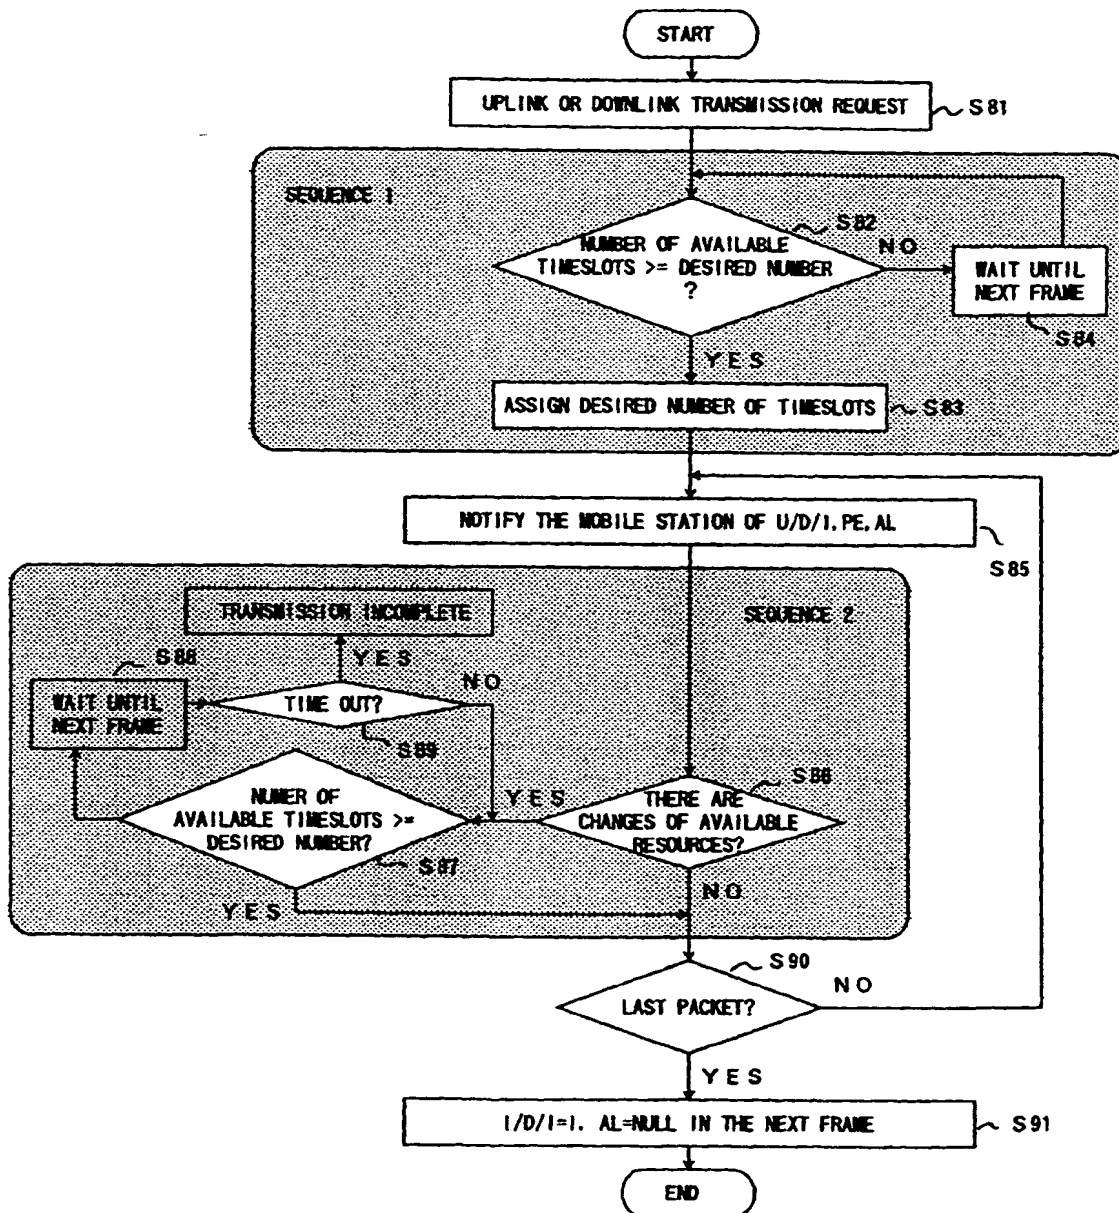 START
UPLINK OR DOWNLINK TRANSMISSION REQUEST
S81
SEQUENCE 1
S82
NUMBER OF AVAILABLE
TIMESLOTS >= DESIRED NUMBER
?
NO
WAIT UNTIL
NEXT FRAME
S84
YES
ASSIGN DESIRED NUMBER OF TIMESLOTS
S83
NOTIFY THE MOBILE STATION OF U/D/I. PE. AL
S85
TRANSMISSION INCOMPLETE
SEQUENCE 2
S88
YES
WAIT UNTIL
NEXT FRAME
TIME OUT?
NO
S89
S86
NUMER OF
AVAILABLE TIMESLOTS >=
DESIRED NUMBER?
YES
THERE ARE
CHANGES OF AVAILABLE
RESOURCES?
S87
YES
NO
S90
LAST PACKET?
NO
YES
I/D/I=I. AL=NULL IN THE NEXT FRAME
S91
END